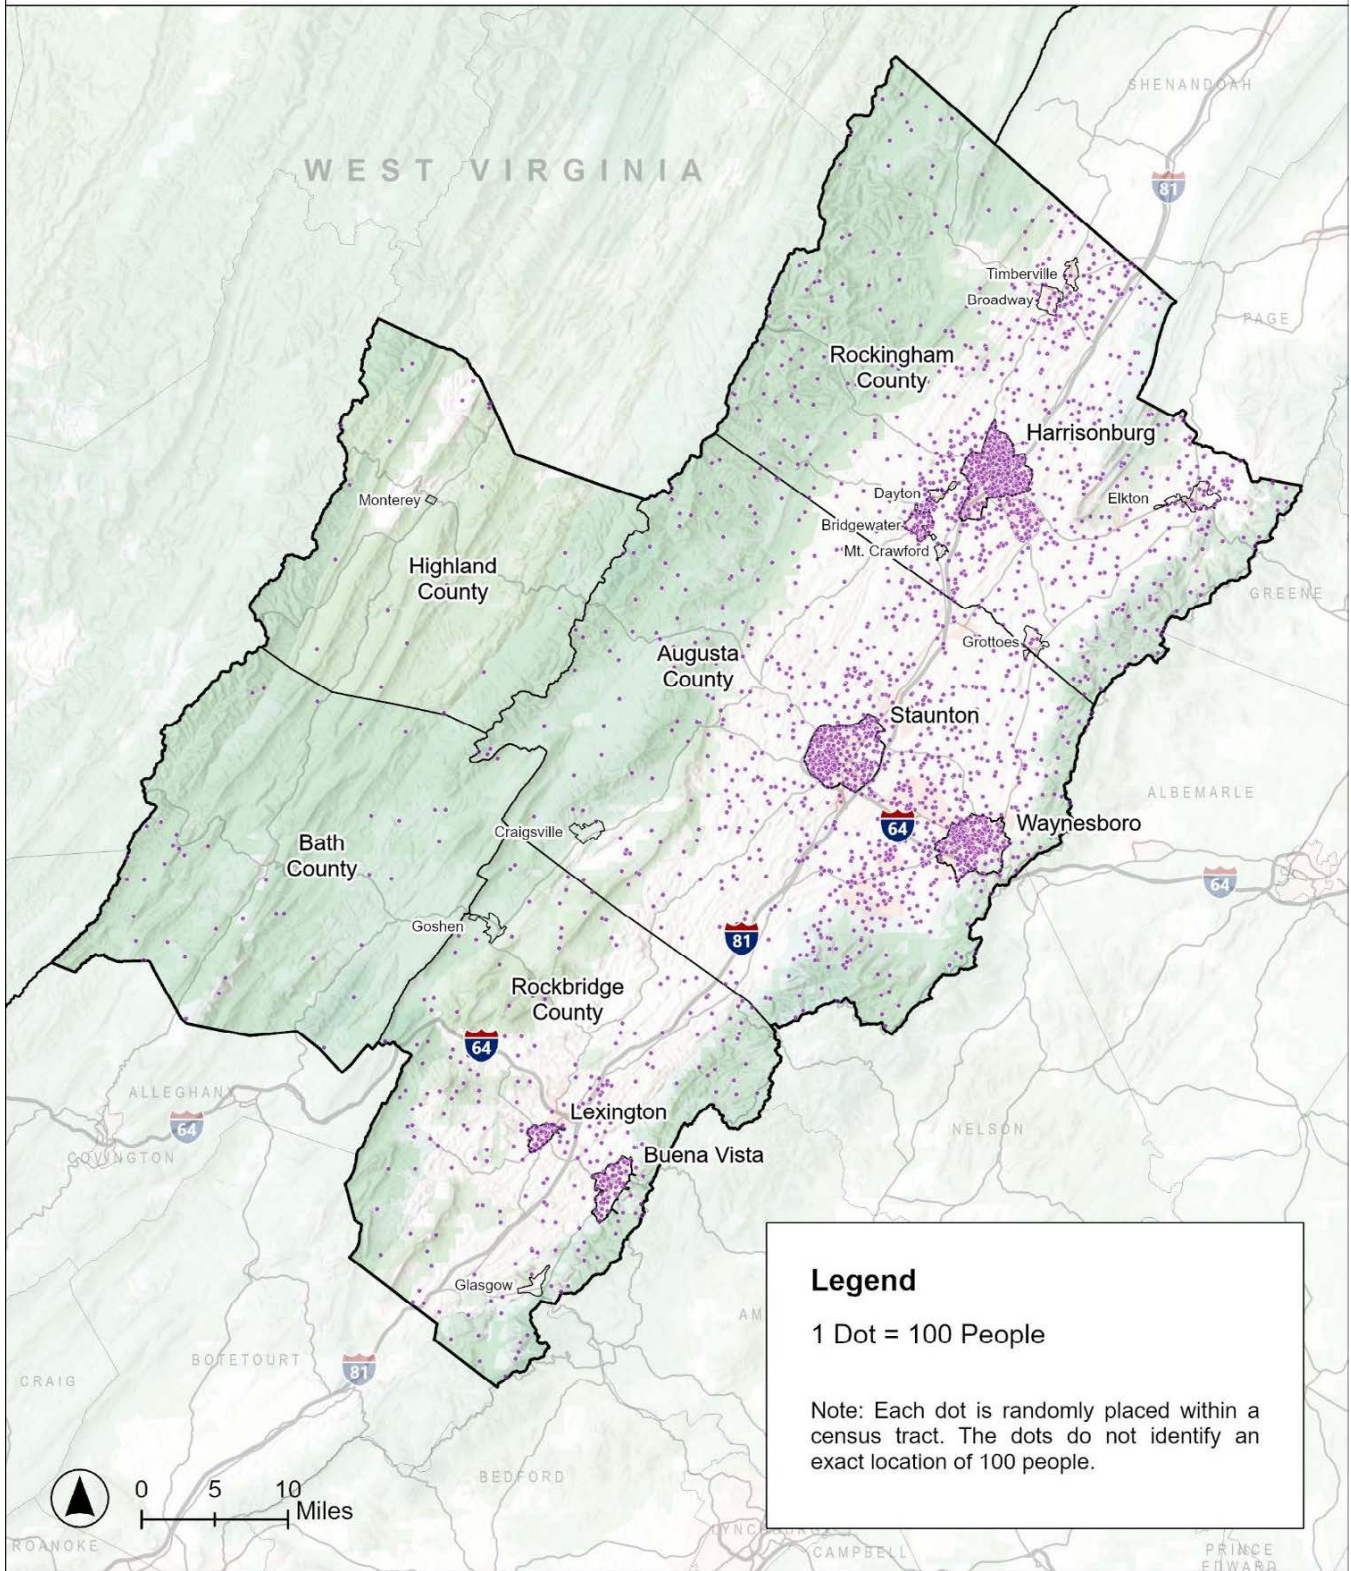 SHENANDOAH
WEST VIRGINIA
81
Timberville
Broadway
PAGE
Rockingham
County
Harrisonburg
Dayton
Elkton
Monterey
Bridgewater
Mt. Crawford
Highland
County
GREENE
Grottoes
Augusta
County
Staunton
ALBEMARLE
Craigsville
64
Waynesboro
Bath
County
64
Goshen
81
Rockbridge
County
64
ALLEGHANY
Lexington
64
NELSON
COVINGTON
Buena Vista
Glasgow
AM
Legend
1 Dot = 100 People
Note: Each dot is randomly placed within a
census tract. The dots do not identify an
exact location of 100 people.
BOTETOURT
81
CRAIG
BEDFORD
0 5 10
Miles
ROANOKE
LYNCHBURG
CAMPBELL
PRINCE
EDWARD